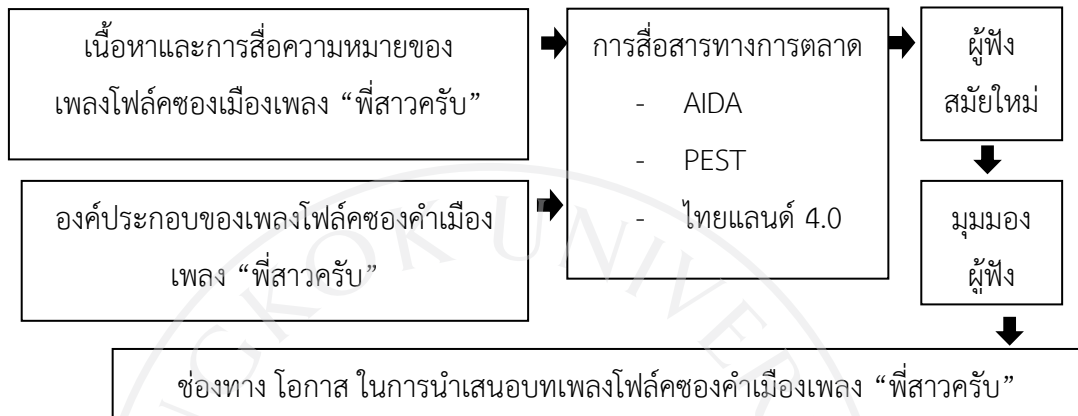 เนื้อหาและการสื่อความหมายของ
เพลงโฟล์คซองเมืองเพลง “พี่สาวครับ”
องค์ประกอบของเพลงโฟล์คซองคำเมือง
เพลง “พี่สาวครับ”
การสื่อสารทางการตลาด
- AIDA
- PEST
- ไทยแลนด์ 4.0
ผู้ฟัง
สมัยใหม่
มุมมอง
ผู้ฟัง
ช่องทาง โอกาส ในการนำเสนอบทเพลงโฟล์คซองคำเมืองเพลง “พี่สาวครับ”